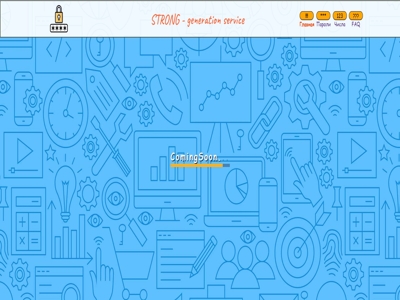 STRONG - generation service
Главная Пароли Числа FAQ
ComingSoon..